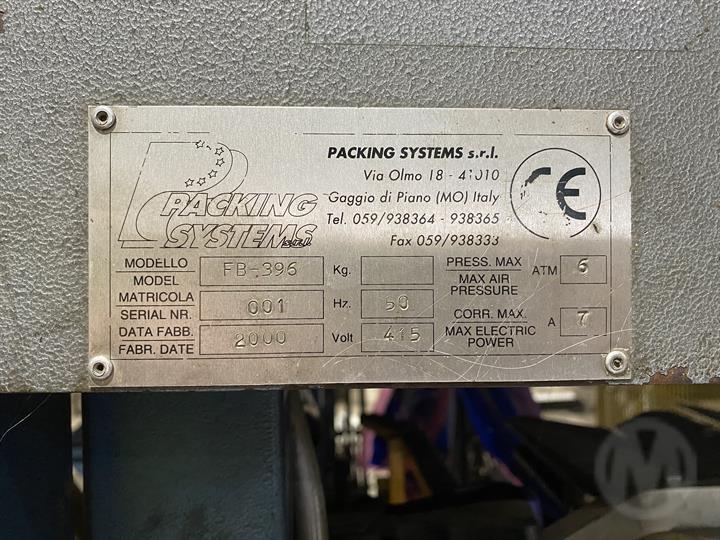 PACKING SYSTEMS s.r.l.
Via Olmo 18 - 41010
Gaggio di Piano (MO) Italy
Tel. 059/938364 - 938365
Fax 059/938333
PACKING
SYSTEMS s.r.l.
CE
MODELLO
MODEL FB-396 Kg.
MATRICOLA
SERIAL NR. 001 Hz. 50
DATA FABB.
FABR. DATE 2000 Volt 415
PRESS. MAX
MAX AIR
PRESSURE ATM 6
CORR. MAX.
MAX ELECTRIC
POWER A 7
M